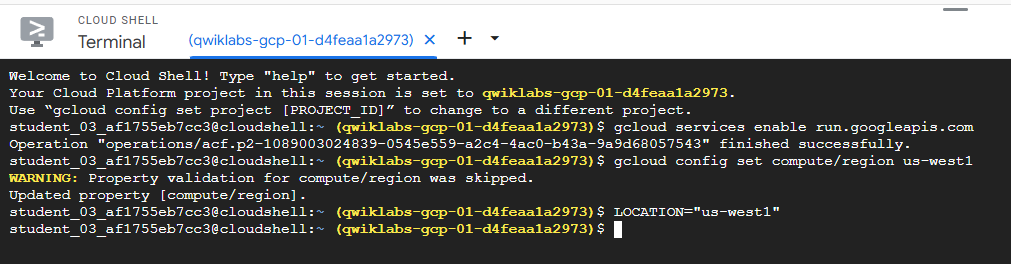 CLOUD SHELL
Terminal
(qwiklabs-gcp-01-d4feaa1a2973) × + ▾
Welcome to Cloud Shell! Type "help" to get started.
Your Cloud Platform project in this session is set to qwiklabs-gcp-01-d4feaa1a2973.
Use “gcloud config set project [PROJECT_ID]” to change to a different project.
student_03_af1755eb7cc3@cloudshell:~ (qwiklabs-gcp-01-d4feaa1a2973)$ gcloud services enable run.googleapis.com
Operation "operations/acf.p2-1089003024839-0545e559-a2c4-4ac0-b43a-9a9d68057543" finished successfully.
student_03_af1755eb7cc3@cloudshell:~ (qwiklabs-gcp-01-d4feaa1a2973)$ gcloud config set compute/region us-west1
WARNING: Property validation for compute/region was skipped.
Updated property [compute/region].
student_03_af1755eb7cc3@cloudshell:~ (qwiklabs-gcp-01-d4feaa1a2973)$ LOCATION="us-west1"
student_03_af1755eb7cc3@cloudshell:~ (qwiklabs-gcp-01-d4feaa1a2973)$